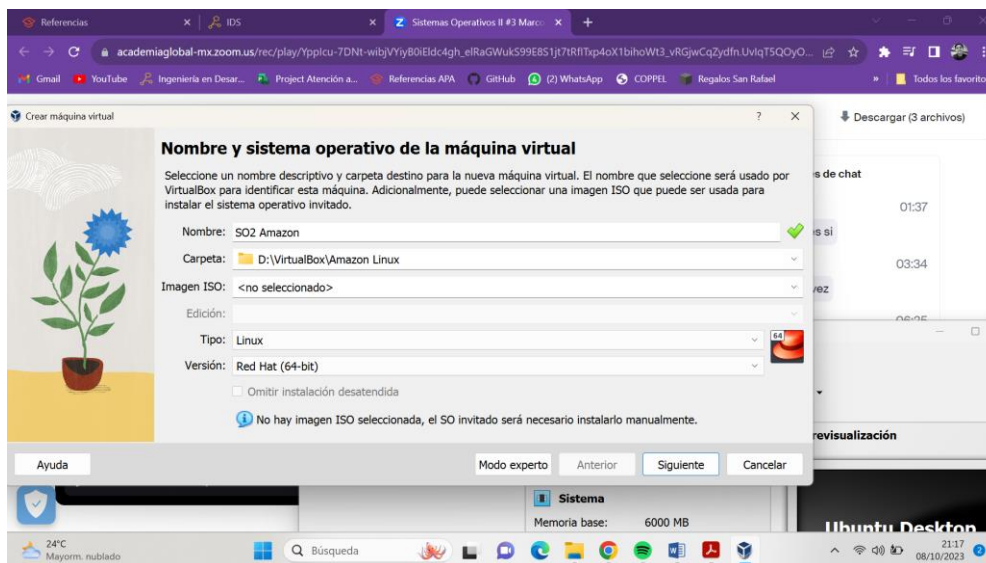 Referencias
IDS
Sistemas Operativos II #3 Marco
academiaglobal-mx.zoom.us/rec/play/YppIcu-7DNt-wibjVYiyB0iEldc4gh_elRaGWukS99E8S1jt7tRflTxp4oX1bihoWt3_vRGjwCqZydfn.UvlqT5QOyO...
Gmail
YouTube
Ingeniería en Desar...
Project Atención a...
Referencias APA
GitHub
(2) WhatsApp
COPPEL
Regalos San Rafael
»
Todos los favorito
Crear máquina virtual
? X
Descargar (3 archivos)
Nombre y sistema operativo de la máquina virtual
Seleccione un nombre descriptivo y carpeta destino para la nueva máquina virtual. El nombre que seleccione será usado por
VirtualBox para identificar esta máquina. Adicionalmente, puede seleccionar una imagen ISO que puede ser usada para
instalar el sistema operativo invitado.
s de chat
01:37
Nombre: SO2 Amazon
s si
Carpeta: D:\VirtualBox\Amazon Linux
03:34
Imagen ISO: <no seleccionado>
vez
Edición:
Tipo: Linux
64
Versión: Red Hat (64-bit)
Omitir instalación desatendida
No hay imagen ISO seleccionada, el SO invitado será necesario instalarlo manualmente.
revisualización
Ayuda
Modo experto
Anterior
Siguiente
Cancelar
Sistema
Memoria base: 6000 MB
Ubuntu Desktop
24°C
Mayorm. nublado
Búsqueda
21:17
08/10/2023
2